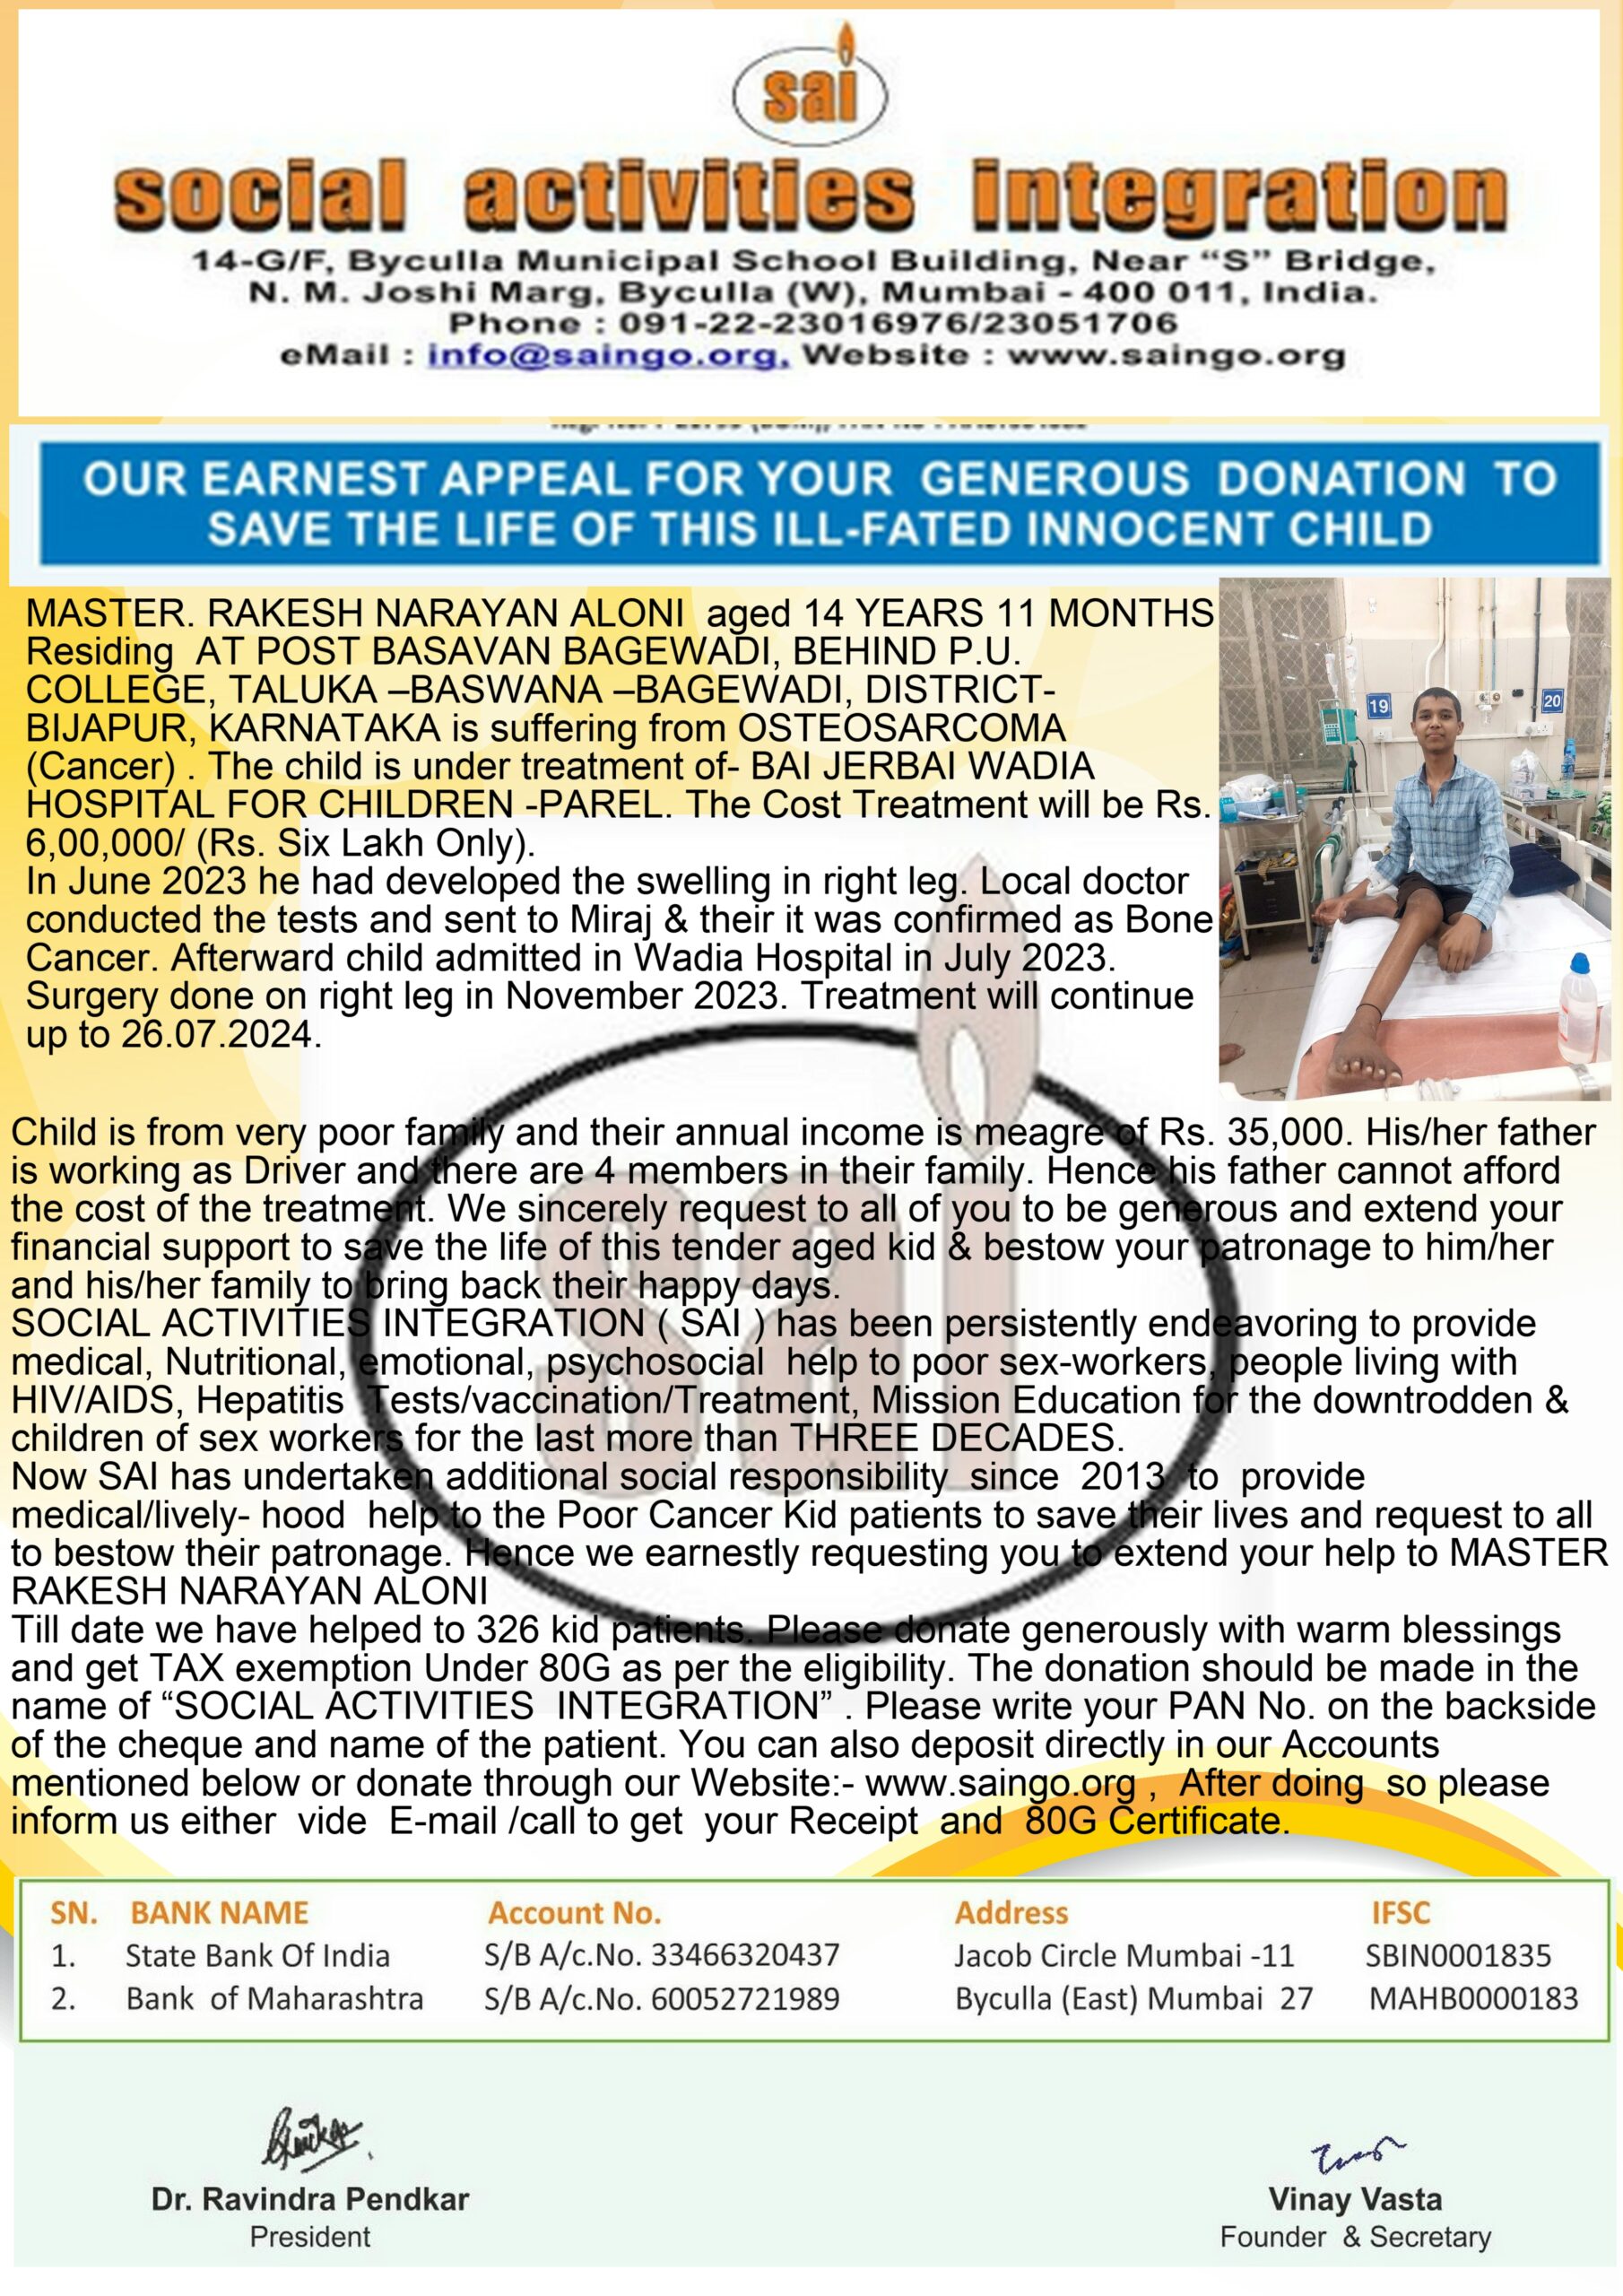 sai
social activities integration
14-G/F, Byculla Municipal School Building, Near “S” Bridge,
N. M. Joshi Marg, Byculla (W), Mumbai - 400 011, India.
Phone : 091-22-23016976/23051706
eMail : info@saingo.org, Website : www.saingo.org
OUR EARNEST APPEAL FOR YOUR GENEROUS DONATION TO
SAVE THE LIFE OF THIS ILL-FATED INNOCENT CHILD
MASTER. RAKESH NARAYAN ALONI aged 14 YEARS 11 MONTHS
Residing AT POST BASAVAN BAGEWADI, BEHIND P.U.
COLLEGE, TALUKA –BASWANA –BAGEWADI, DISTRICT-
BIJAPUR, KARNATAKA is suffering from OSTEOSARCOMA
(Cancer) . The child is under treatment of- BAI JERBAI WADIA
HOSPITAL FOR CHILDREN -PAREL. The Cost Treatment will be Rs.
6,00,000/ (Rs. Six Lakh Only).
In June 2023 he had developed the swelling in right leg. Local doctor
conducted the tests and sent to Miraj & their it was confirmed as Bone
Cancer. Afterward child admitted in Wadia Hospital in July 2023.
Surgery done on right leg in November 2023. Treatment will continue
up to 26.07.2024.
19
20
Child is from very poor family and their annual income is meagre of Rs. 35,000. His/her father
is working as Driver and there are 4 members in their family. Hence his father cannot afford
the cost of the treatment. We sincerely request to all of you to be generous and extend your
financial support to save the life of this tender aged kid & bestow your patronage to him/her
and his/her family to bring back their happy days.
SOCIAL ACTIVITIES INTEGRATION ( SAI ) has been persistently endeavoring to provide
medical, Nutritional, emotional, psychosocial help to poor sex-workers, people living with
HIV/AIDS, Hepatitis Tests/vaccination/Treatment, Mission Education for the downtrodden &
children of sex workers for the last more than THREE DECADES.
Now SAI has undertaken additional social responsibility since 2013 to provide
medical/lively- hood help to the Poor Cancer Kid patients to save their lives and request to all
to bestow their patronage. Hence we earnestly requesting you to extend your help to MASTER
RAKESH NARAYAN ALONI
Till date we have helped to 326 kid patients. Please donate generously with warm blessings
and get TAX exemption Under 80G as per the eligibility. The donation should be made in the
name of “SOCIAL ACTIVITIES INTEGRATION” . Please write your PAN No. on the backside
of the cheque and name of the patient. You can also deposit directly in our Accounts
mentioned below or donate through our Website:- www.saingo.org , After doing so please
inform us either vide E-mail /call to get your Receipt and 80G Certificate.
sai
SN. BANK NAME Account No. Address IFSC
1. State Bank Of India S/B A/c.No. 33466320437 Jacob Circle Mumbai -11 SBIN0001835
2. Bank of Maharashtra S/B A/c.No. 60052721989 Byculla (East) Mumbai 27 MAHB0000183
Dr. Ravindra Pendkar
President
Vinay Vasta
Founder & Secretary